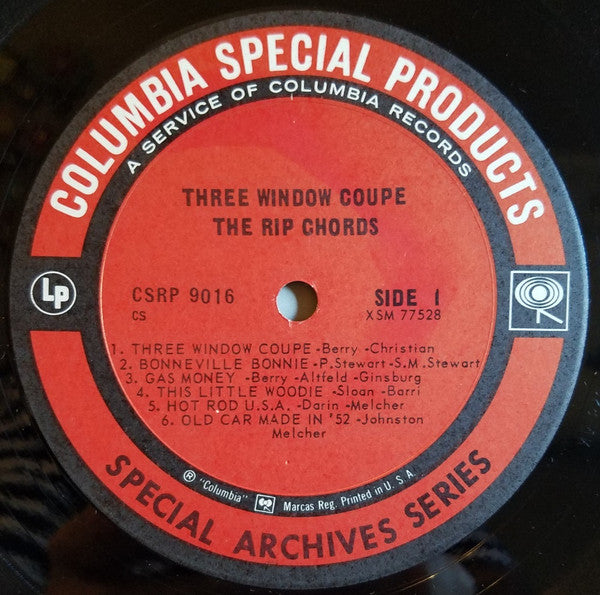 COLUMBIA SPECIAL PRODUCTS
A SERVICE OF COLUMBIA RECORDS
THREE WINDOW COUPE
THE RIP CHORDS
LP
CSRP 9016
CS
SIDE 1
XSM 77528
1. THREE WINDOW COUPE -Berry -Christian
2. BONNEVILLE BONNIE -P. Stewart -S.M. Stewart
3. GAS MONEY -Berry -Altfeld -Ginsburg
4. THIS LITTLE WOODIE -Sloan -Barri
5. HOT ROD U.S.A. -Darin -Melcher
6. OLD CAR MADE IN '52 -Johnston
Melcher
® "Columbia" Marcas Reg. Printed in U. S. A.
SPECIAL ARCHIVES SERIES